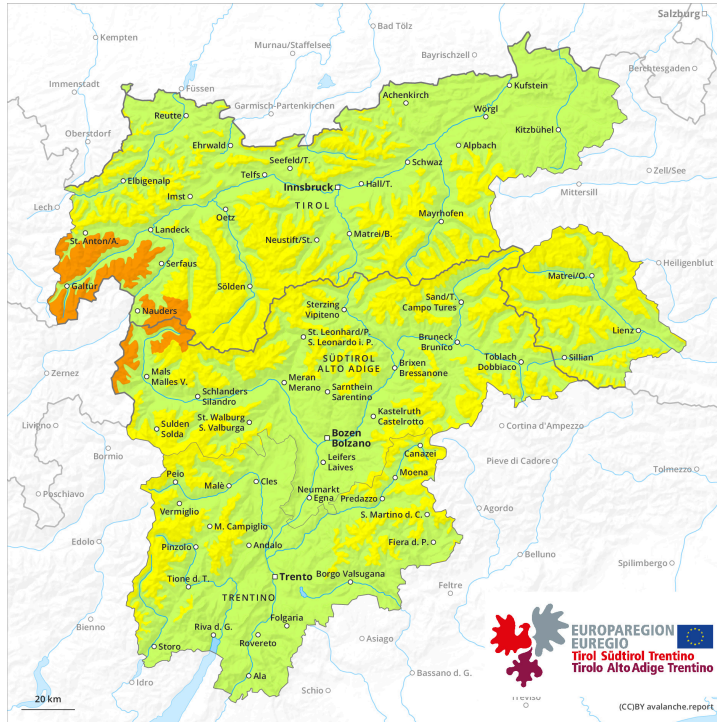 Salzburg
Kempten
Bad Tölz
Murnau/Staffelsee
Bayrischzell
Berchtesgaden
Immenstadt
Füssen
Kufstein
Garmisch-Partenkirchen
Achenkirch
Reutte
Wörgl
Oberstdorf
Kitzbühel
Ehrwald
Alpbach
Seefeld/T.
Schwaz
Zell/See
Telfs
Elbigenalp
Innsbruck
Hall/T.
Mittersill
Imst
TIROL
Lech
Oetz
Mayrhofen
Landeck
St. Anton/A.
Neustift/St.
Matrei/B.
Serfaus
Heiligenblut
Matrei/O.
Galtür
Sölden
Sand/T.
Campo Tures
Nauders
Sterzing
Vipiteno
Lienz
St. Leonhard/P.
S. Leonardo i. P.
Bruneck
Brunico
SÜDTIROL
ALTO ADIGE
Toblach
Dobbiaco
Sillian
Zernez
Mals
Malles V.
Brixen
Bressanone
Meran
Merano
Sarnthein
Sarentino
Schlanders
Silandro
Kastelruth
Castelrotto
St. Walburg
S. Valburga
Livigno
Sulden
Solda
Cortina d'Ampezzo
Bozen
Bolzano
Canazei
Bormio
Leifers
Laives
Pieve di Cadore
Tolmezzo
Peio
Moena
Malè
Cles
Neumarkt
Egna
Predazzo
Poschiavo
Vermiglio
Agordo
S. Martino d. C.
M. Campiglio
Edolo
Pinzolo
Andalo
Fiera d. P.
Belluno
Spilimbergo
Trento
Borgo Valsugana
Tione d. T.
Feltre
TRENTINO
Folgaria
Bienno
Riva d. G.
Rovereto
Asiago
Storo
Ala
Idro
Schio
Bassano d. G.
Treviso
EUROPAREGION
EUREGIO
Tirol Südtirol Trentino
Tirolo Alto Adige Trentino
20 km
(CC)BY avalanche.report